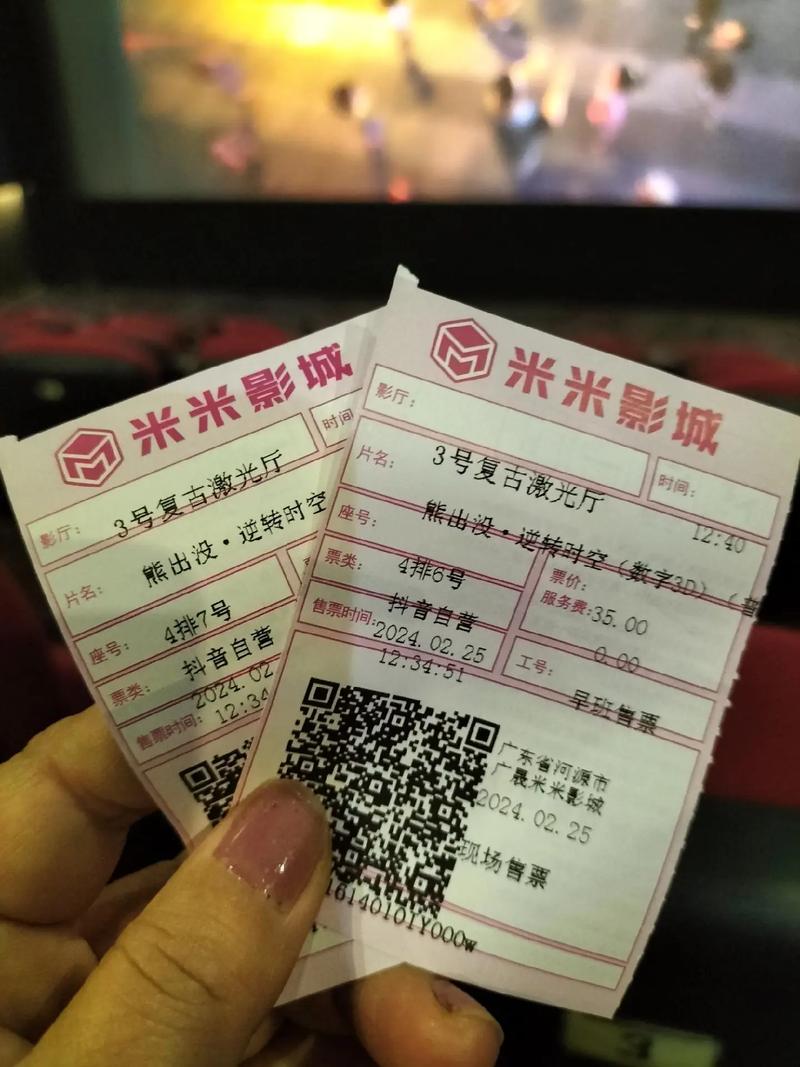 米米影城
影厅：
3号复古激光厅
时间
片名：
熊出没·逆转时空
座号：
4排7号
票类：
抖音自营
售票时间：
2024.02
12:34
米米影城
影厅：
3号复古激光厅
时间：
12:40
片名：
熊出没·逆转时空（数字3D）（普
座号：
4排6号
票价：
35.00
服务费：
0.00
票类：
抖音自营
售票时间：
2024.02.25
12:34:51
工号：
早班售票
广东省河源市
广晟米米影城
2024.02.25
现场售票
16140101Y000w